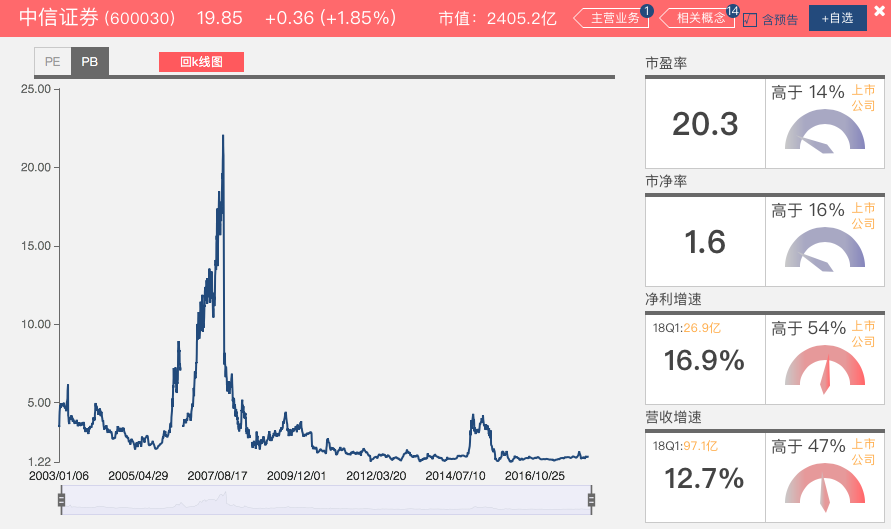 中信证券 (600030) 19.85 +0.36 (+1.85%) 市值：2405.2亿 主营业务 1 相关概念 14 含预告 +自选
PE PB 回k线图
25.00
20.00
15.00
10.00
5.00
1.22
2003/01/06 2005/04/29 2007/08/17 2009/12/01 2012/03/20 2014/07/10 2016/10/25
市盈率
20.3
高于 14% 上市
公司
市净率
1.6
高于 16% 上市
公司
净利增速
18Q1:26.9亿
16.9%
高于 54% 上市
公司
营收增速
18Q1:97.1亿
12.7%
高于 47% 上市
公司